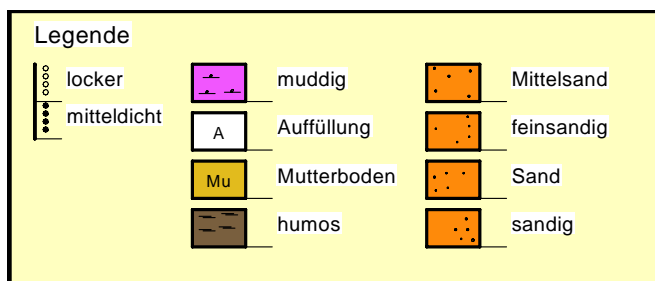 Legende
locker
mitteldicht
muddig
A
Auffüllung
Mu
Mutterboden
humos
Mittelsand
feinsandig
Sand
sandig